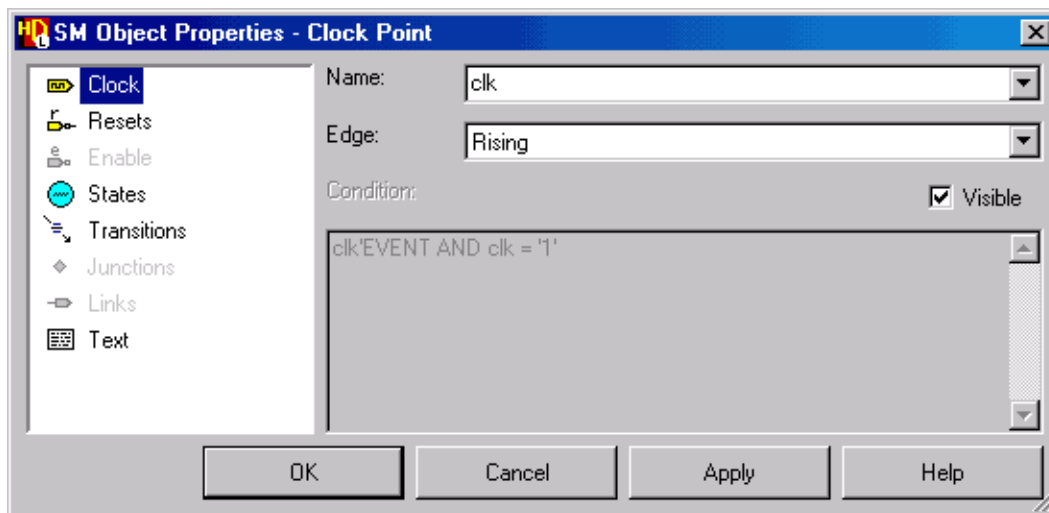 HDL SM Object Properties - Clock Point
Clock
Resets
Enable
States
Transitions
Junctions
Links
Text
Name:
clk
Edge:
Rising
Condition:
Visible
clk'EVENT AND clk = '1'
OK
Cancel
Apply
Help